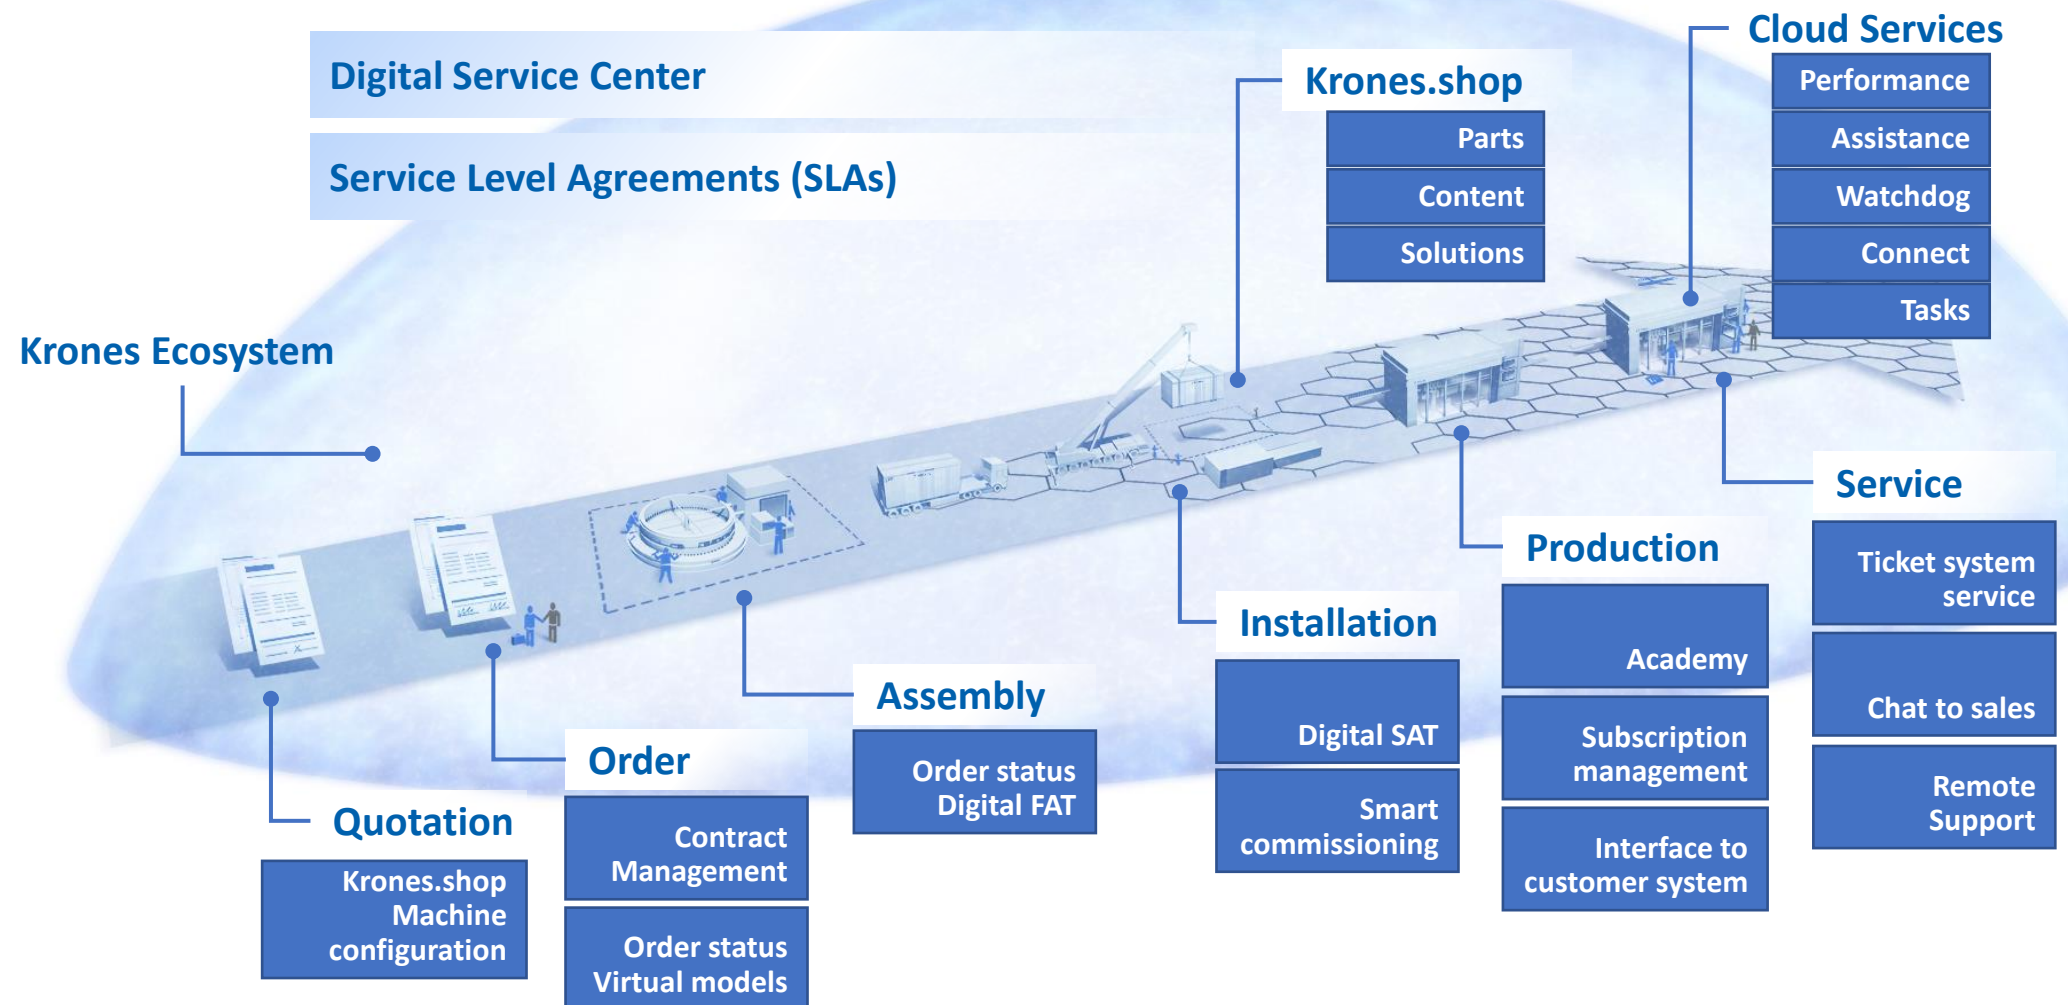 Digital Service Center
Service Level Agreements (SLAs)
Krones Ecosystem
Krones.shop
Parts
Content
Solutions
Cloud Services
Performance
Assistance
Watchdog
Connect
Tasks
Quotation
Krones.shop
Machine
configuration
Order
Contract
Management
Order status
Virtual models
Assembly
Order status
Digital FAT
Installation
Digital SAT
Smart
commissioning
Production
Academy
Subscription
management
Interface to
customer system
Service
Ticket system
service
Chat to sales
Remote
Support